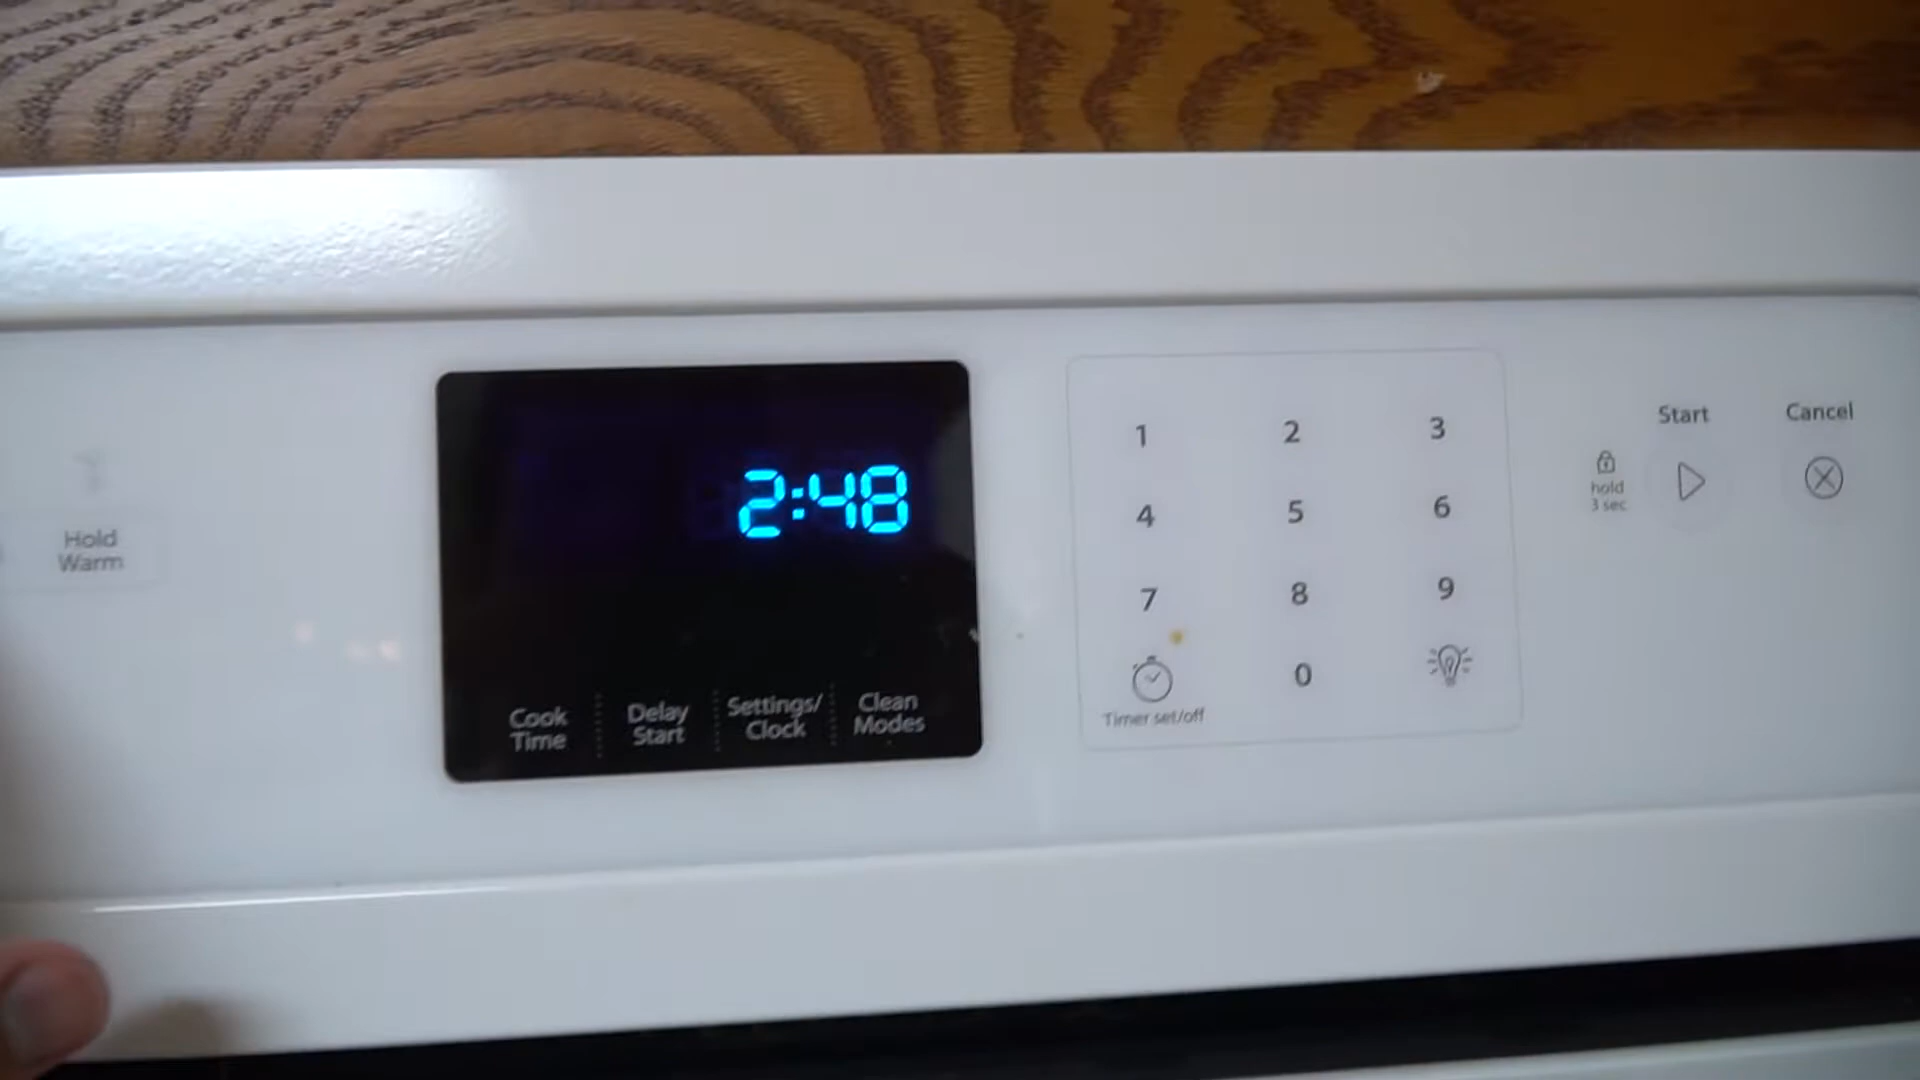 Hold
Warm
2:48
Cook
Time
Delay
Start
Settings/
Clock
Clean
Modes
1 2 3
4 5 6
7 8 9
0
Timer set/off
hold
3 sec
Start
Cancel